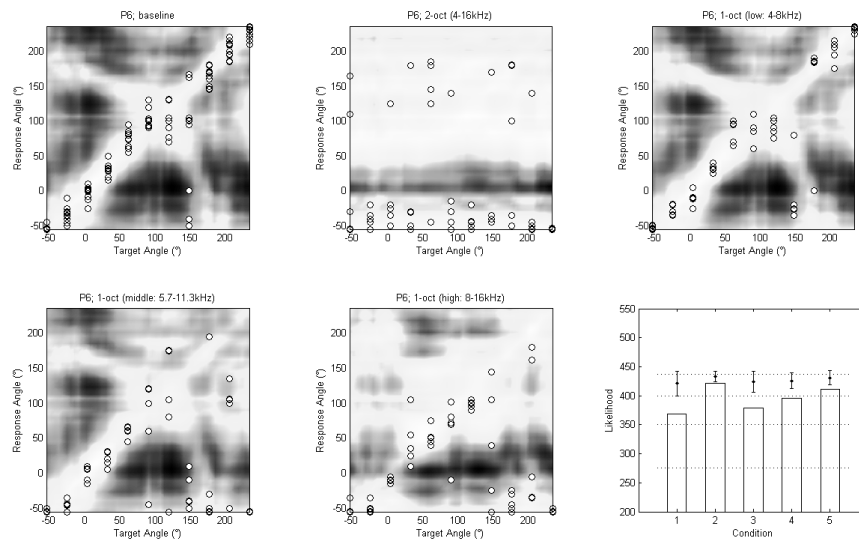 P6; baseline
Response Angle (°)
200
150
100
50
0
-50
-50 0 50 100 150 200
Target Angle (°)
P6; 2-oct (4-16kHz)
Response Angle (°)
200
150
100
50
0
-50
-50 0 50 100 150 200
Target Angle (°)
P6; 1-oct (low: 4-8kHz)
Response Angle (°)
200
150
100
50
0
-50
-50 0 50 100 150 200
Target Angle (°)
P6; 1-oct (middle: 5.7-11.3kHz)
Response Angle (°)
200
150
100
50
0
-50
-50 0 50 100 150 200
Target Angle (°)
P6; 1-oct (high: 8-16kHz)
Response Angle (°)
200
150
100
50
0
-50
-50 0 50 100 150 200
Target Angle (°)
Likelihood
550
500
450
400
350
300
250
200
1 2 3 4 5
Condition